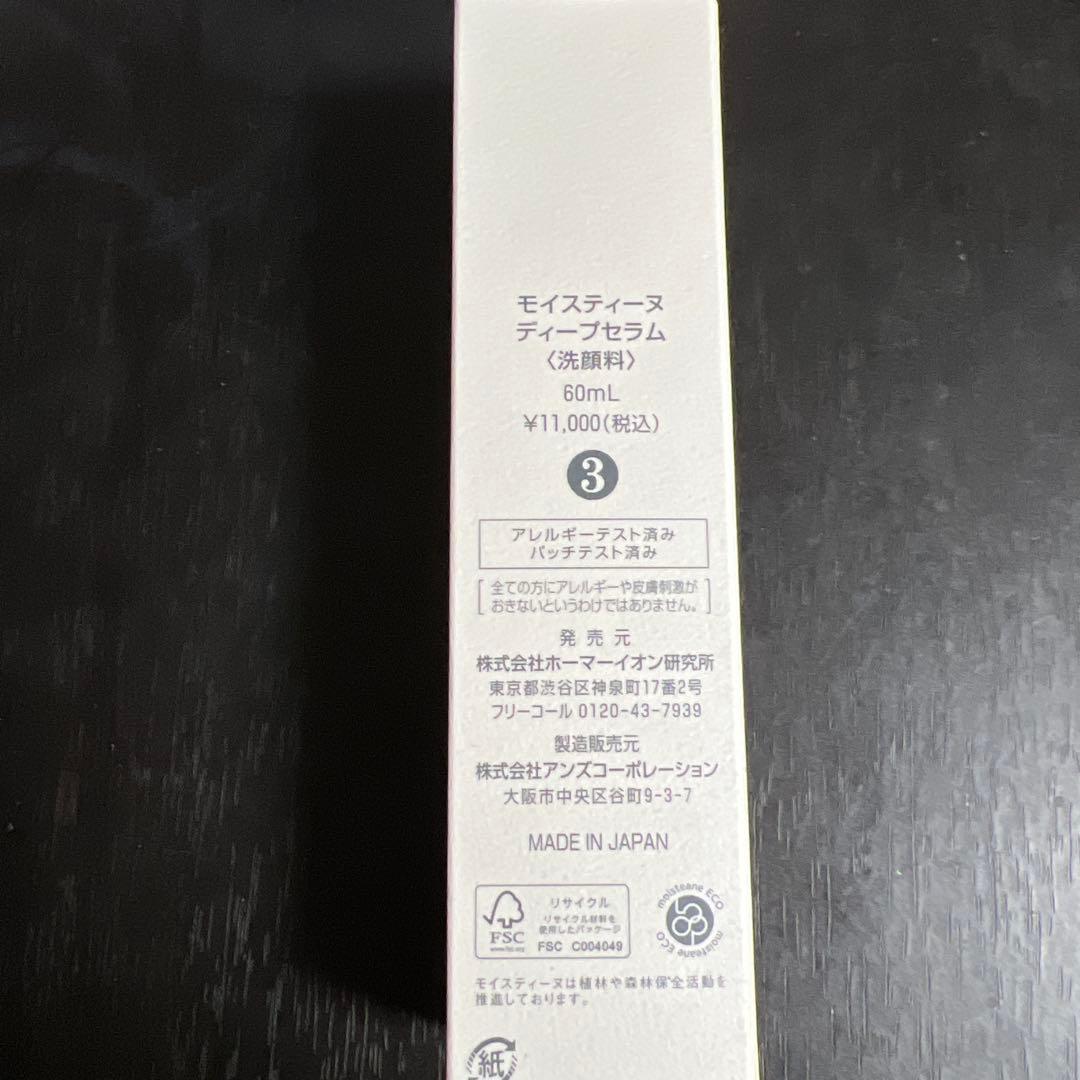 モイスティーヌ
ディープセラム
〈洗顔料〉
60mL
¥11,000(税込)
3
アレルギーテスト済み
パッチテスト済み
[全ての方にアレルギーや皮膚刺激が
おきないというわけではありません。]
発売元
株式会社ホーマーイオン研究所
東京都渋谷区神泉町17番2号
フリーコール 0120-43-7939
製造販売元
株式会社アンズコーポレーション
大阪市中央区谷町9-3-7
MADE IN JAPAN
リサイクル
リサイクル材料を
使用したパッケージ
FSC
www.fsc.org
FSC C004049
moisteane ECO
moisteane ECO
モイスティーヌは植林や森林保全活動を
推進しております。
紙